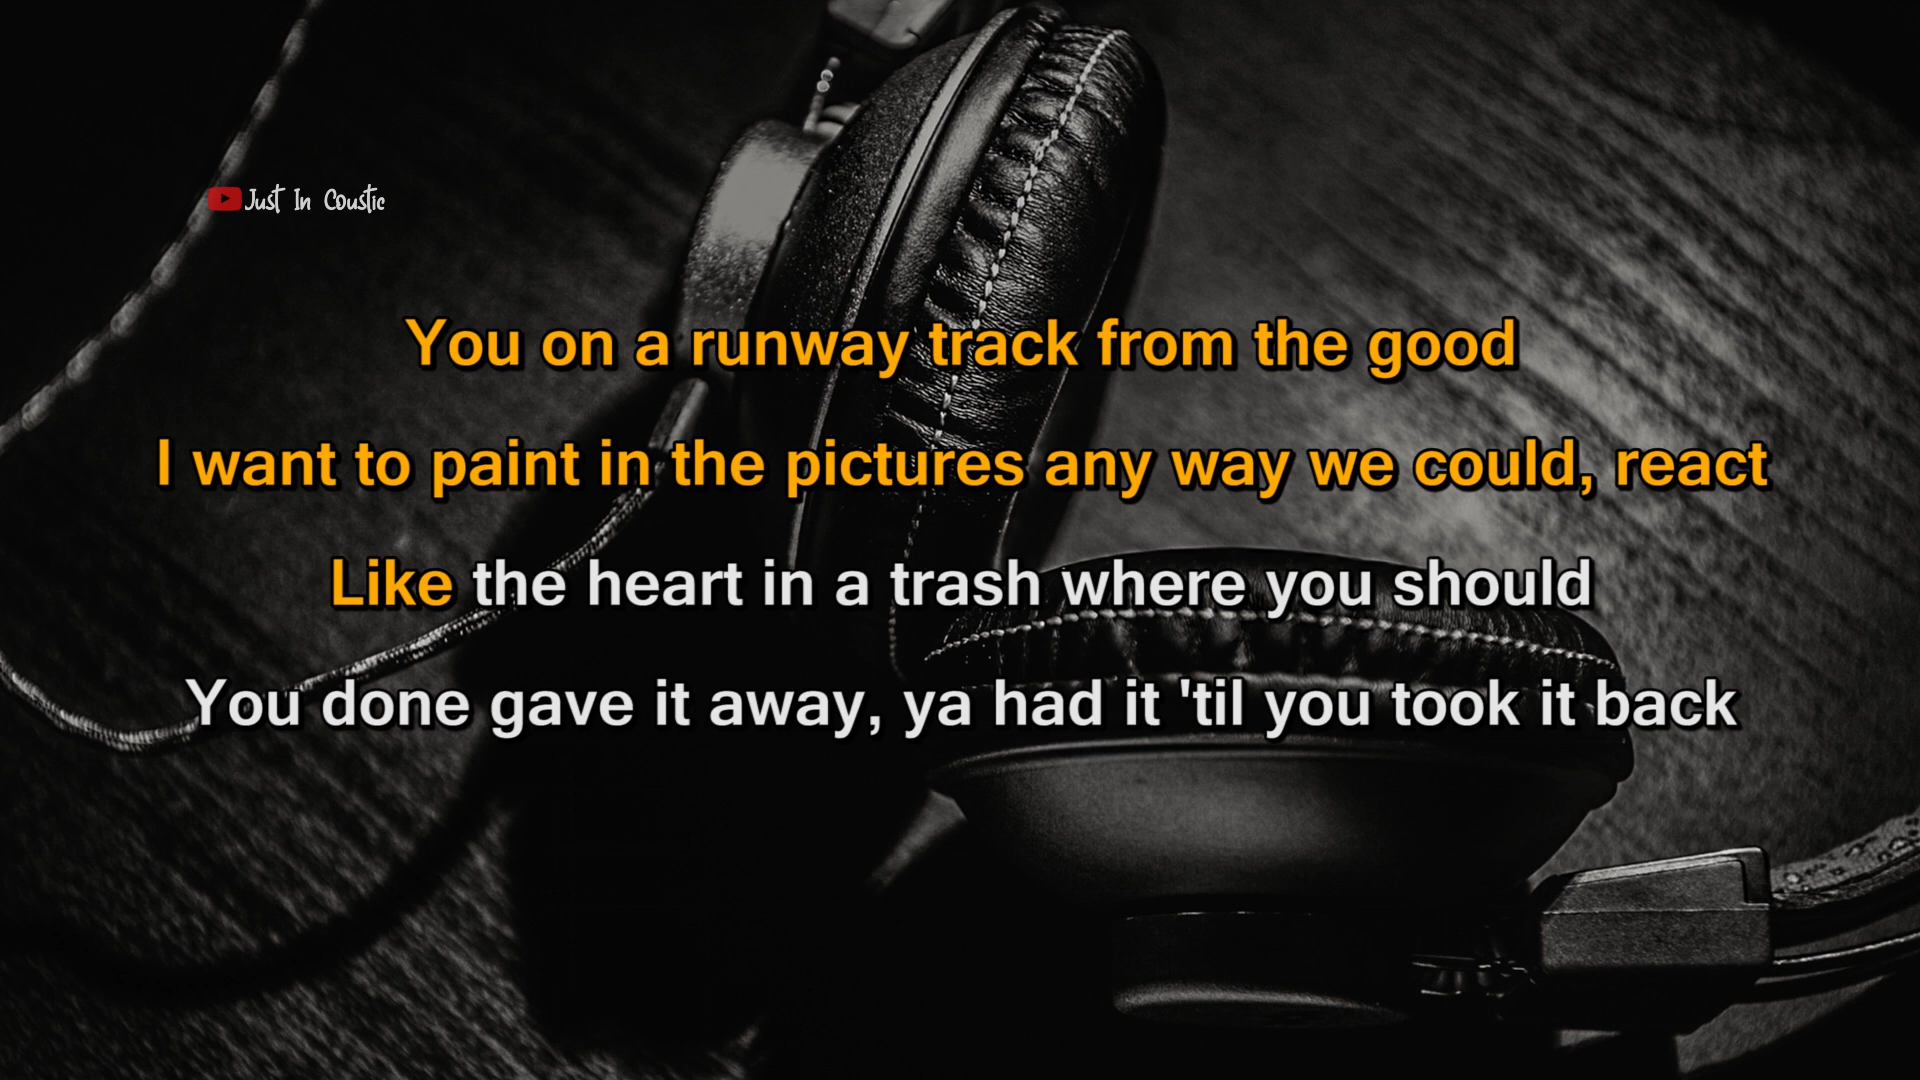 Just In Coustic
You on a runway track from the good
I want to paint in the pictures any way we could, react
Like the heart in a trash where you should
You done gave it away, ya had it 'til you took it back